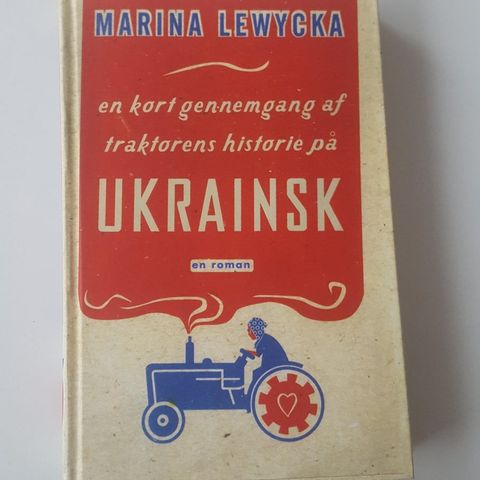 MARINA LEWYCKA
en kort gennemgang af
traktorens historie på
UKRAINSK
en roman